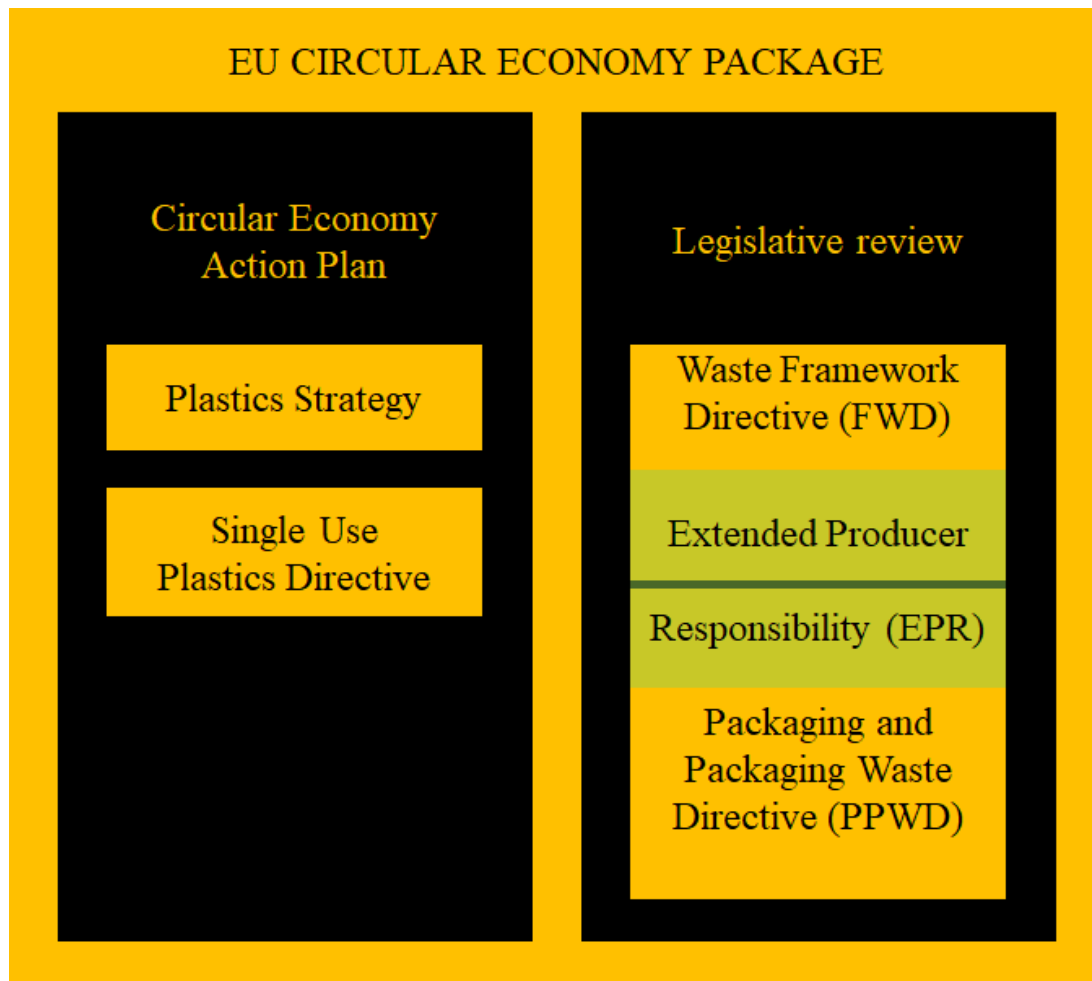 EU CIRCULAR ECONOMY PACKAGE
Circular Economy
Action Plan
Plastics Strategy
Single Use
Plastics Directive
Legislative review
Waste Framework
Directive (FWD)
Extended Producer
Responsibility (EPR)
Packaging and
Packaging Waste
Directive (PPWD)